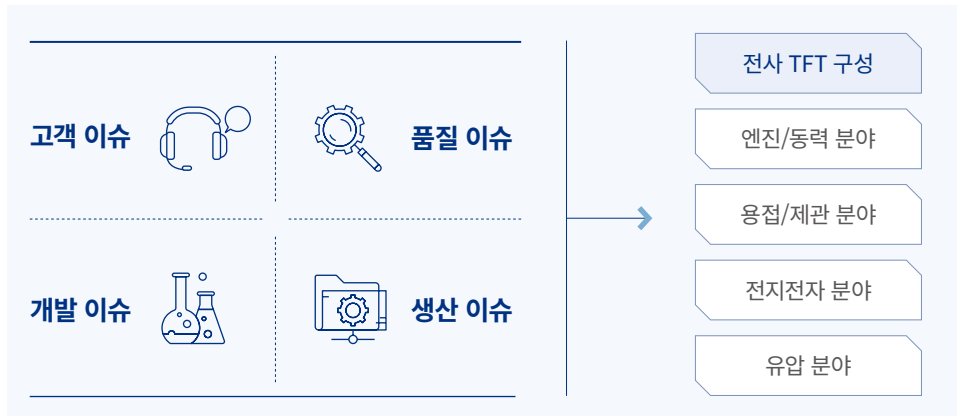 고객 이슈
품질 이슈
개발 이슈
생산 이슈
전사 TFT 구성
엔진/동력 분야
용접/제관 분야
전지전자 분야
유압 분야